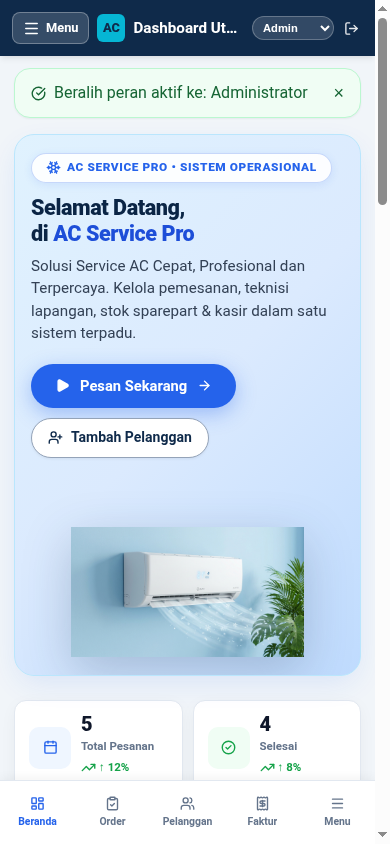 Menu
AC
Dashboard Ut...
Admin
Beralih peran aktif ke: Administrator
×
AC SERVICE PRO • SISTEM OPERASIONAL
Selamat Datang,
di AC Service Pro
Solusi Service AC Cepat, Profesional dan
Terpercaya. Kelola pemesanan, teknisi
lapangan, stok sparepart & kasir dalam satu
sistem terpadu.
Pesan Sekarang →
Tambah Pelanggan
5
Total Pesanan
↑ 12%
4
Selesai
↑ 8%
Beranda
Order
Pelanggan
Faktur
Menu